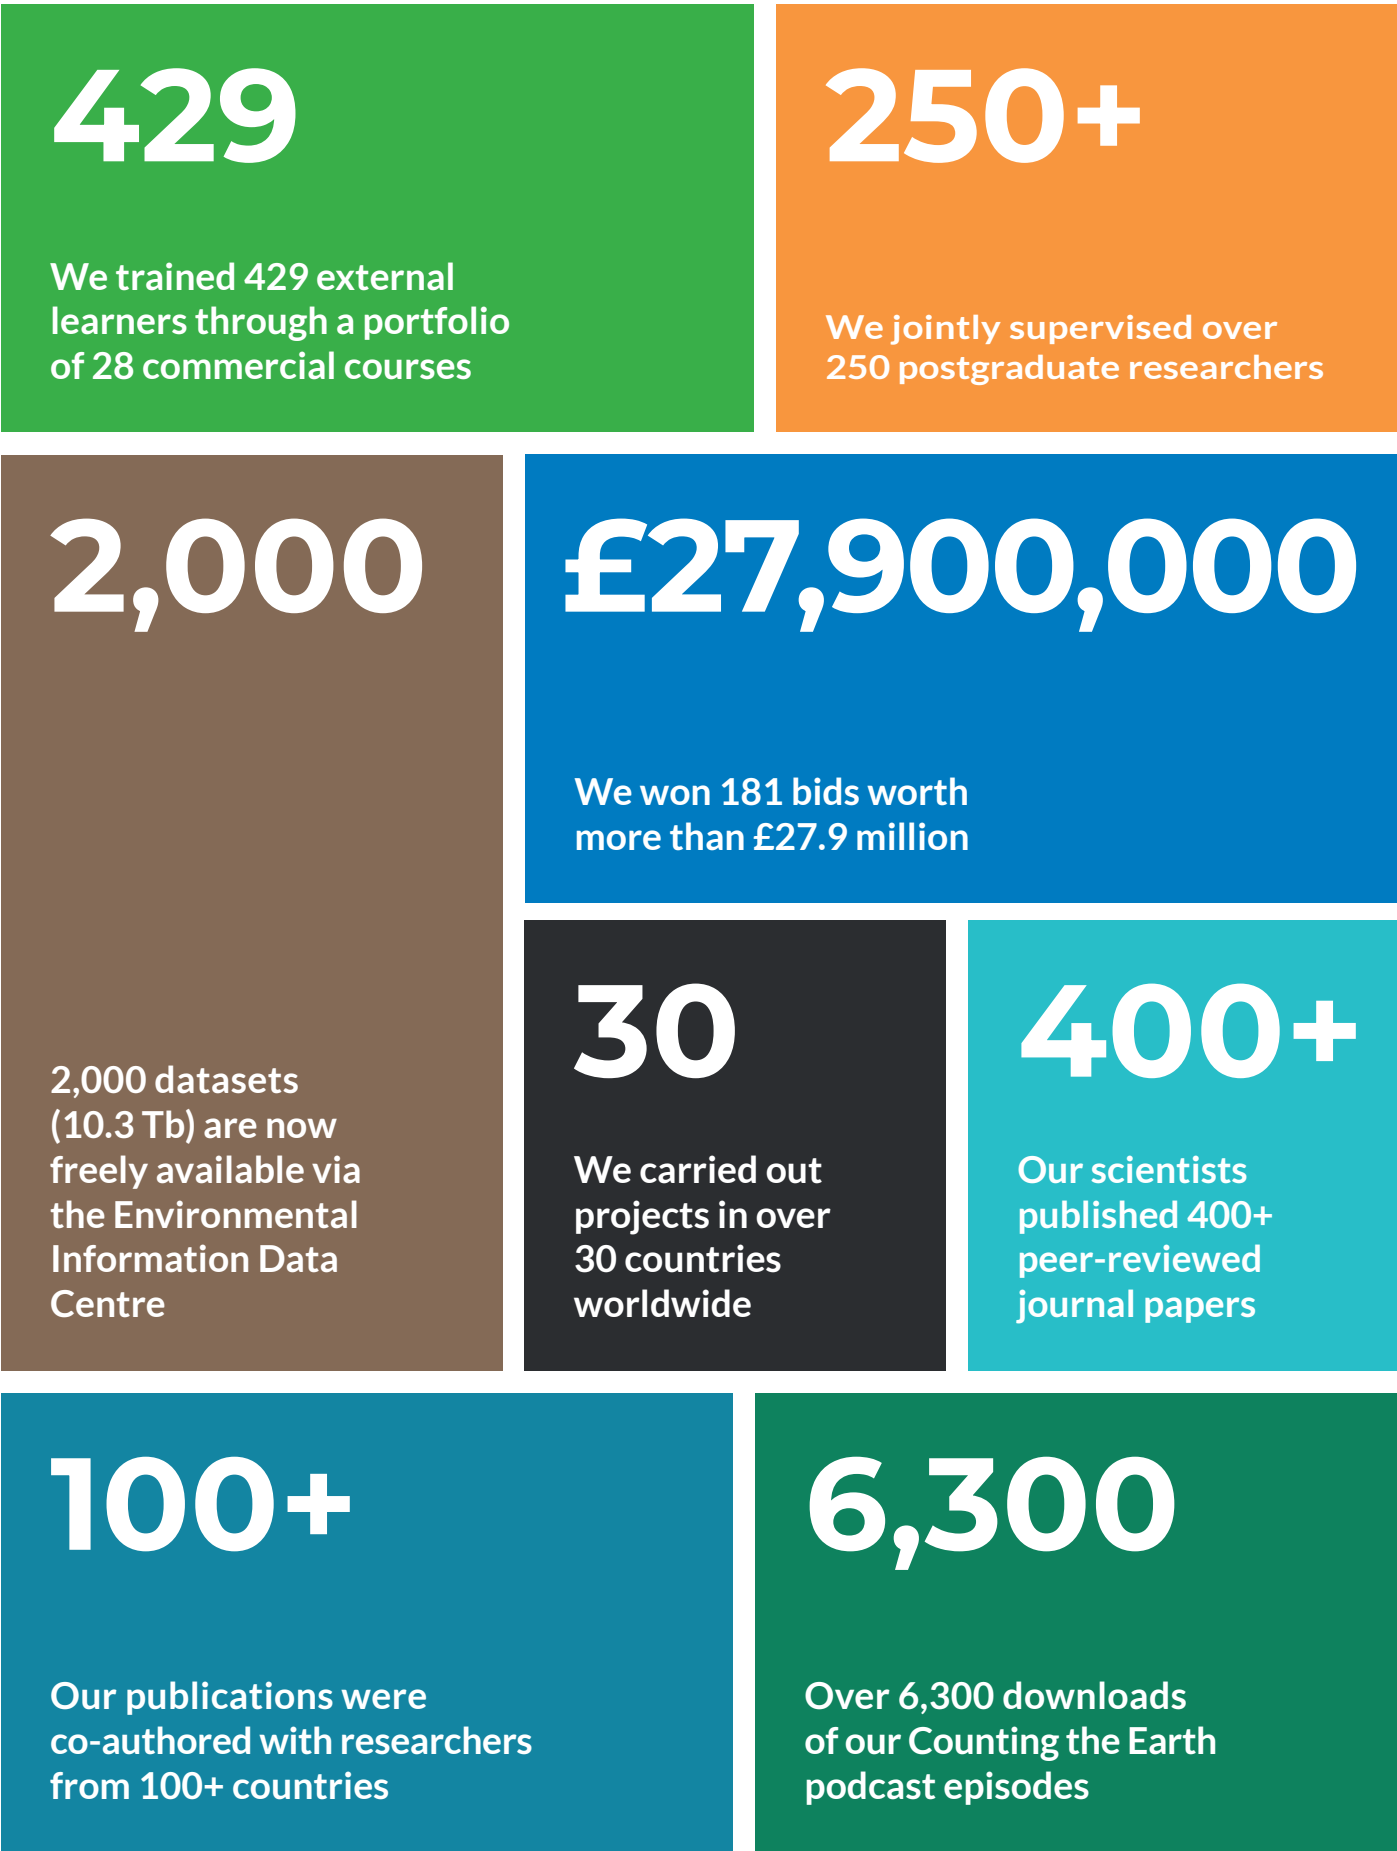 429
We trained 429 external
learners through a portfolio
of 28 commercial courses
250+
We jointly supervised over
250 postgraduate researchers
2,000
2,000 datasets
(10.3 Tb) are now
freely available via
the Environmental
Information Data
Centre
£27,900,000
We won 181 bids worth
more than £27.9 million
30
We carried out
projects in over
30 countries
worldwide
400+
Our scientists
published 400+
peer-reviewed
journal papers
100+
Our publications were
co-authored with researchers
from 100+ countries
6,300
Over 6,300 downloads
of our Counting the Earth
podcast episodes